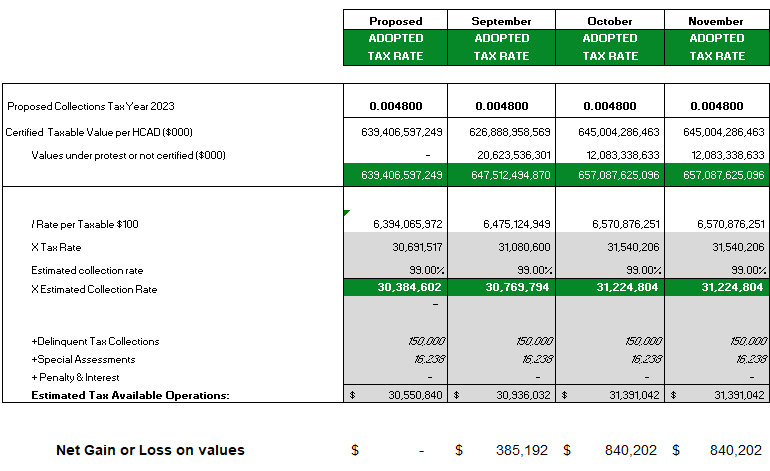 Proposed September October November
ADOPTED ADOPTED ADOPTED ADOPTED
TAX RATE TAX RATE TAX RATE TAX RATE
Proposed Collections Tax Year 2023 0.004800 0.004800 0.004800 0.004800
Certified Taxable Value per HCAD ($000) 639,406,597,249 626,888,958,569 645,004,286,463 645,004,286,463
Values under protest or not certified ($000) - 20,623,536,301 12,083,338,633 12,083,338,633
639,406,597,249 647,512,494,870 657,087,625,096 657,087,625,096
/ Rate per Taxable $100 6,394,065,972 6,475,124,949 6,570,876,251 6,570,876,251
X Tax Rate 30,691,517 31,080,600 31,540,206 31,540,206
Estimated collection rate 99.00% 99.00% 99.00% 99.00%
X Estimated Collection Rate 30,384,602 30,769,794 31,224,804 31,224,804
-
+Delinquent Tax Collections 150,000 150,000 150,000 150,000
+Special Assessments 16,238 16,238 16,238 16,238
+ Penalty & Interest - - - -
Estimated Tax Available Operations: $ 30,550,840 $ 30,936,032 $ 31,391,042 $ 31,391,042
Net Gain or Loss on values $ - $ 385,192 $ 840,202 $ 840,202